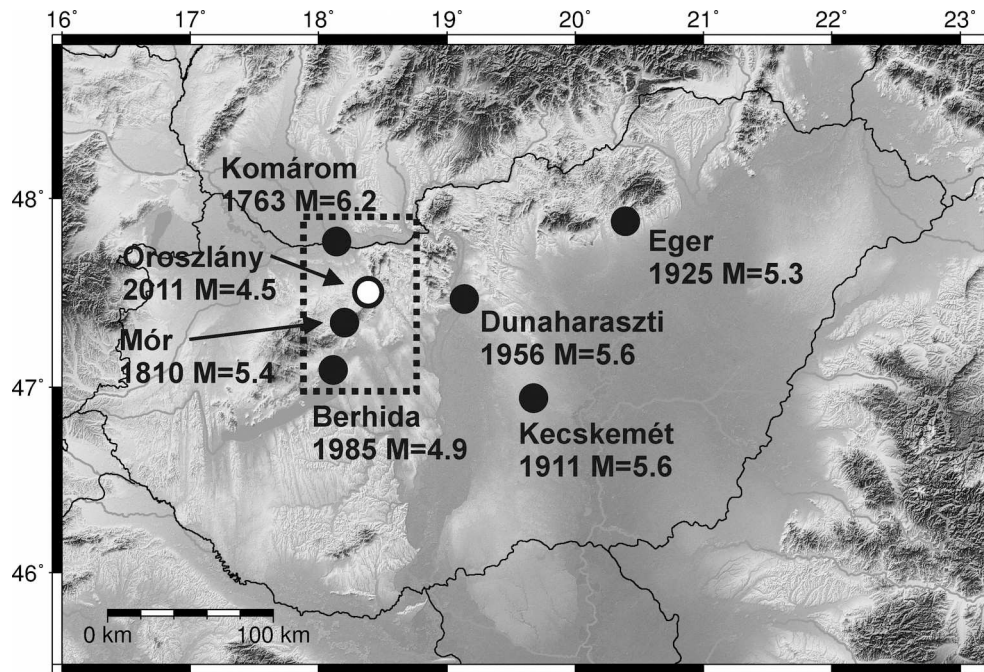 16˚ 17˚ 18˚ 19˚ 20˚ 21˚ 22˚ 23˚
48˚
47˚
46˚
Komárom
1763 M=6.2
Oroszlány
2011 M=4.5
Mór
1810 M=5.4
Berhida
1985 M=4.9
Eger
1925 M=5.3
Dunaharaszti
1956 M=5.6
Kecskemét
1911 M=5.6
0 km 100 km